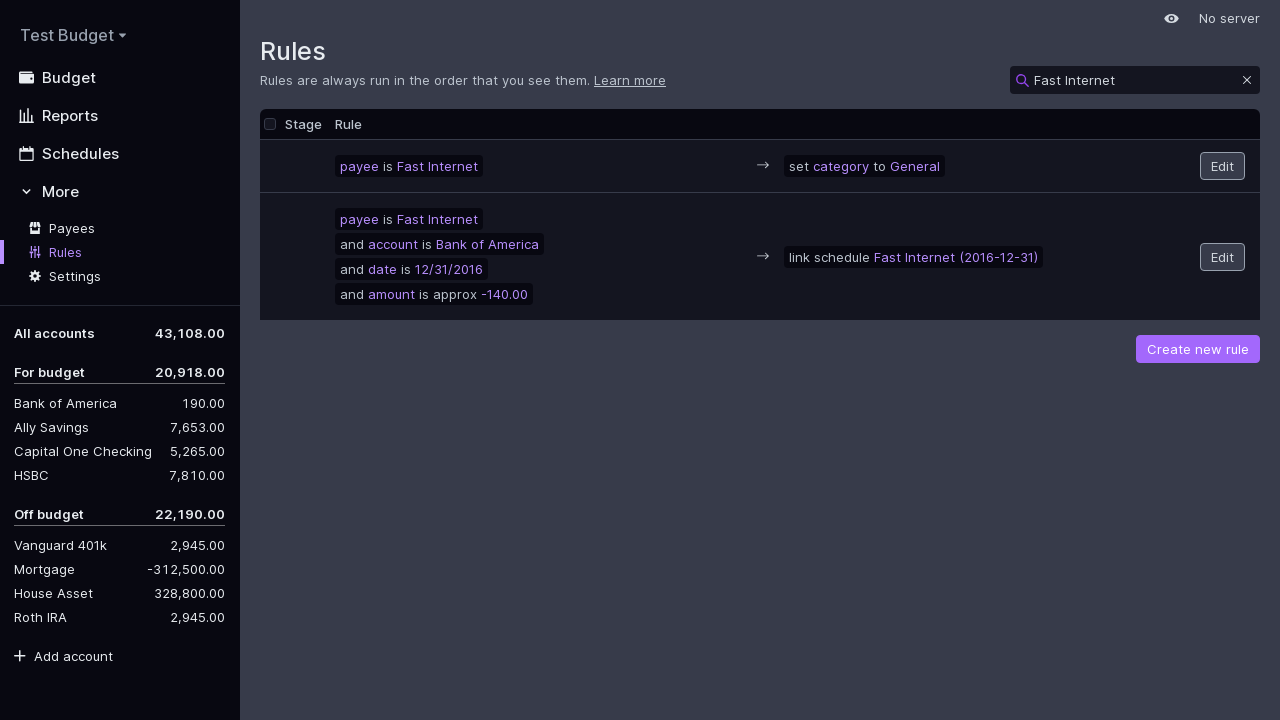 Test Budget
Budget
Reports
Schedules
More
Payees
Rules
Settings
All accounts 43,108.00
For budget 20,918.00
Bank of America 190.00
Ally Savings 7,653.00
Capital One Checking 5,265.00
HSBC 7,810.00
Off budget 22,190.00
Vanguard 401k 2,945.00
Mortgage -312,500.00
House Asset 328,800.00
Roth IRA 2,945.00
Add account
No server
Rules
Rules are always run in the order that you see them. Learn more
Fast Internet
Stage Rule
payee is Fast Internet → set category to General Edit
payee is Fast Internet
and account is Bank of America
and date is 12/31/2016
and amount is approx -140.00
→ link schedule Fast Internet (2016-12-31) Edit
Create new rule